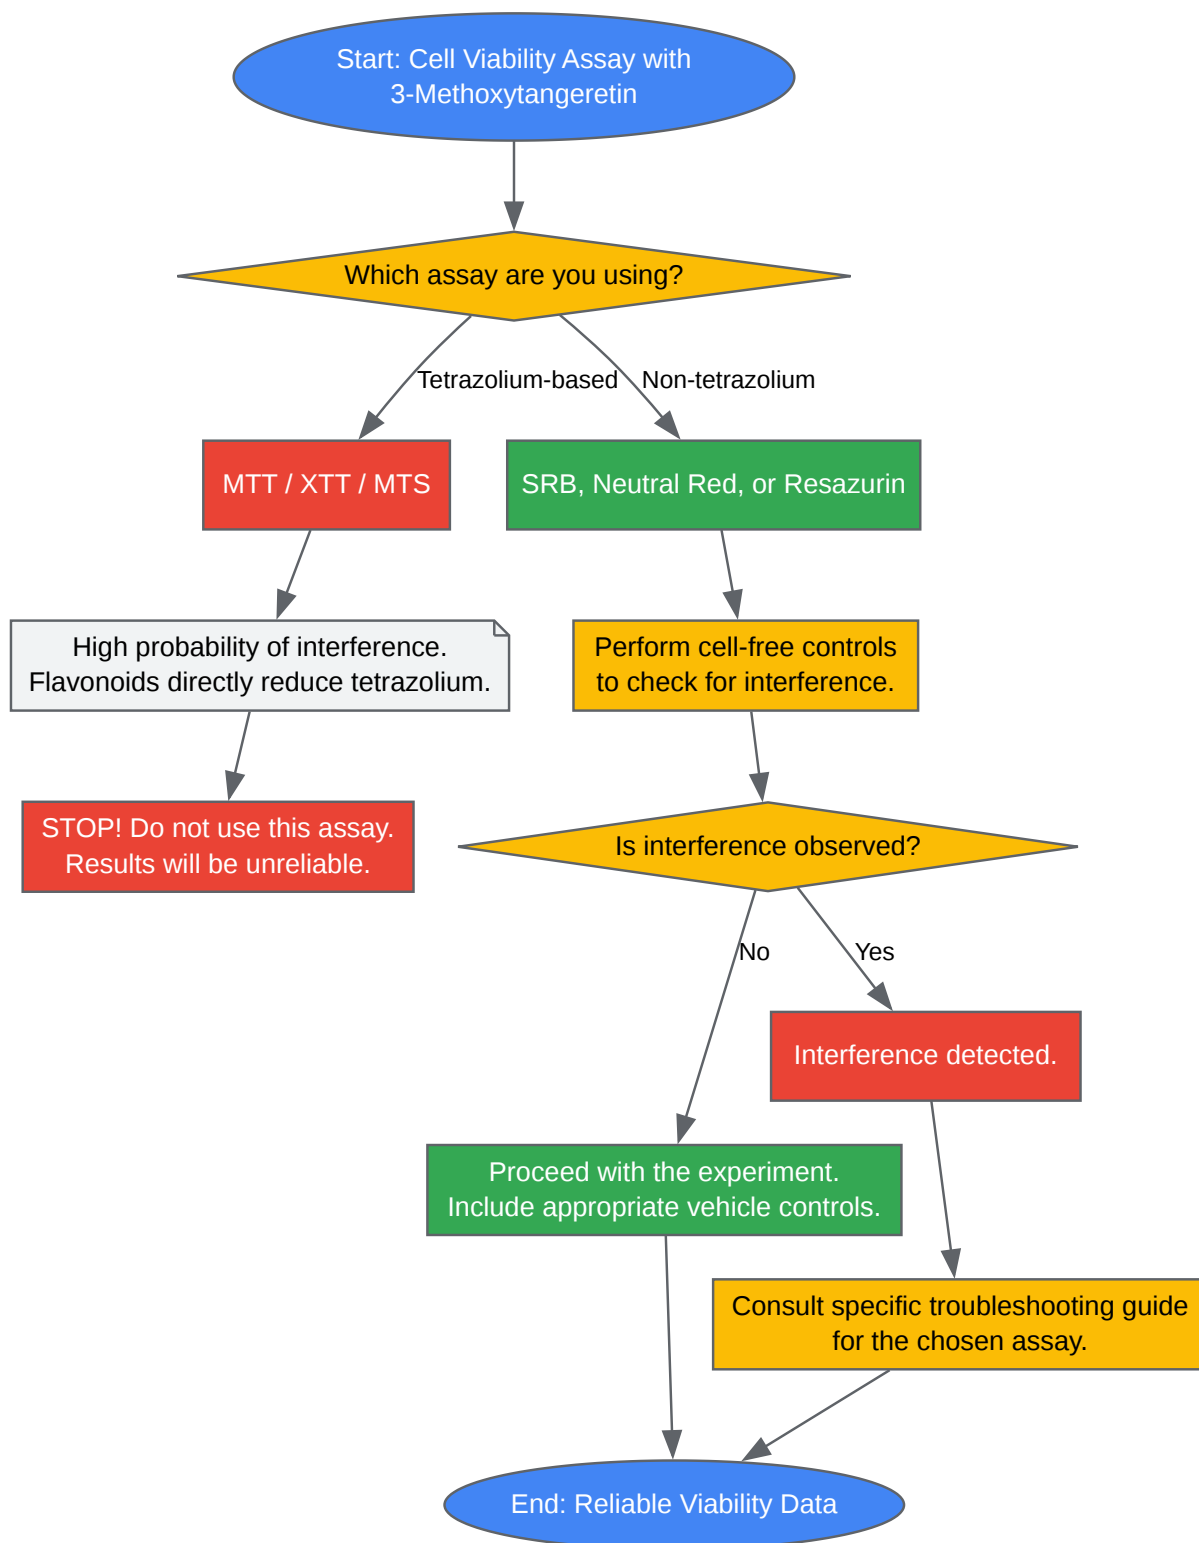 Start: Cell Viability Assay with
3-Methoxytangeretin
Which assay are you using?
Tetrazolium-based
Non-tetrazolium
MTT / XTT / MTS
SRB, Neutral Red, or Resazurin
High probability of interference.
Flavonoids directly reduce tetrazolium.
Perform cell-free controls
to check for interference.
STOP! Do not use this assay.
Results will be unreliable.
Is interference observed?
No
Yes
Interference detected.
Proceed with the experiment.
Include appropriate vehicle controls.
Consult specific troubleshooting guide
for the chosen assay.
End: Reliable Viability Data